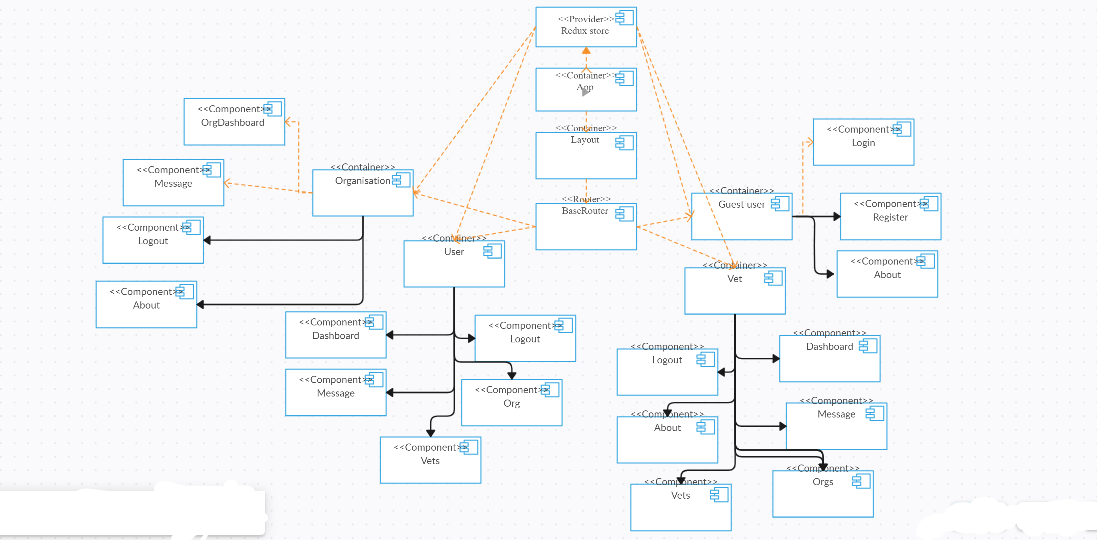 <<Provider>>
Redux store
<<Container>>
App
<<Container>>
Layout
<<Router>>
BaseRouter
<<Component>>
OrgDashboard
<<Component>>
Message
<<Container>>
Organisation
<<Component>>
Logout
<<Component>>
About
<<Container>>
User
<<Component>>
Dashboard
<<Component>>
Logout
<<Component>>
Message
<<Component>>
Org
<<Component>>
Vets
<<Component>>
Login
<<Container>>
Guest user
<<Component>>
Register
<<Component>>
About
<<Container>>
Vet
<<Component>>
Logout
<<Component>>
Dashboard
<<Component>>
About
<<Component>>
Message
<<Component>>
Vets
<<Component>>
Orgs